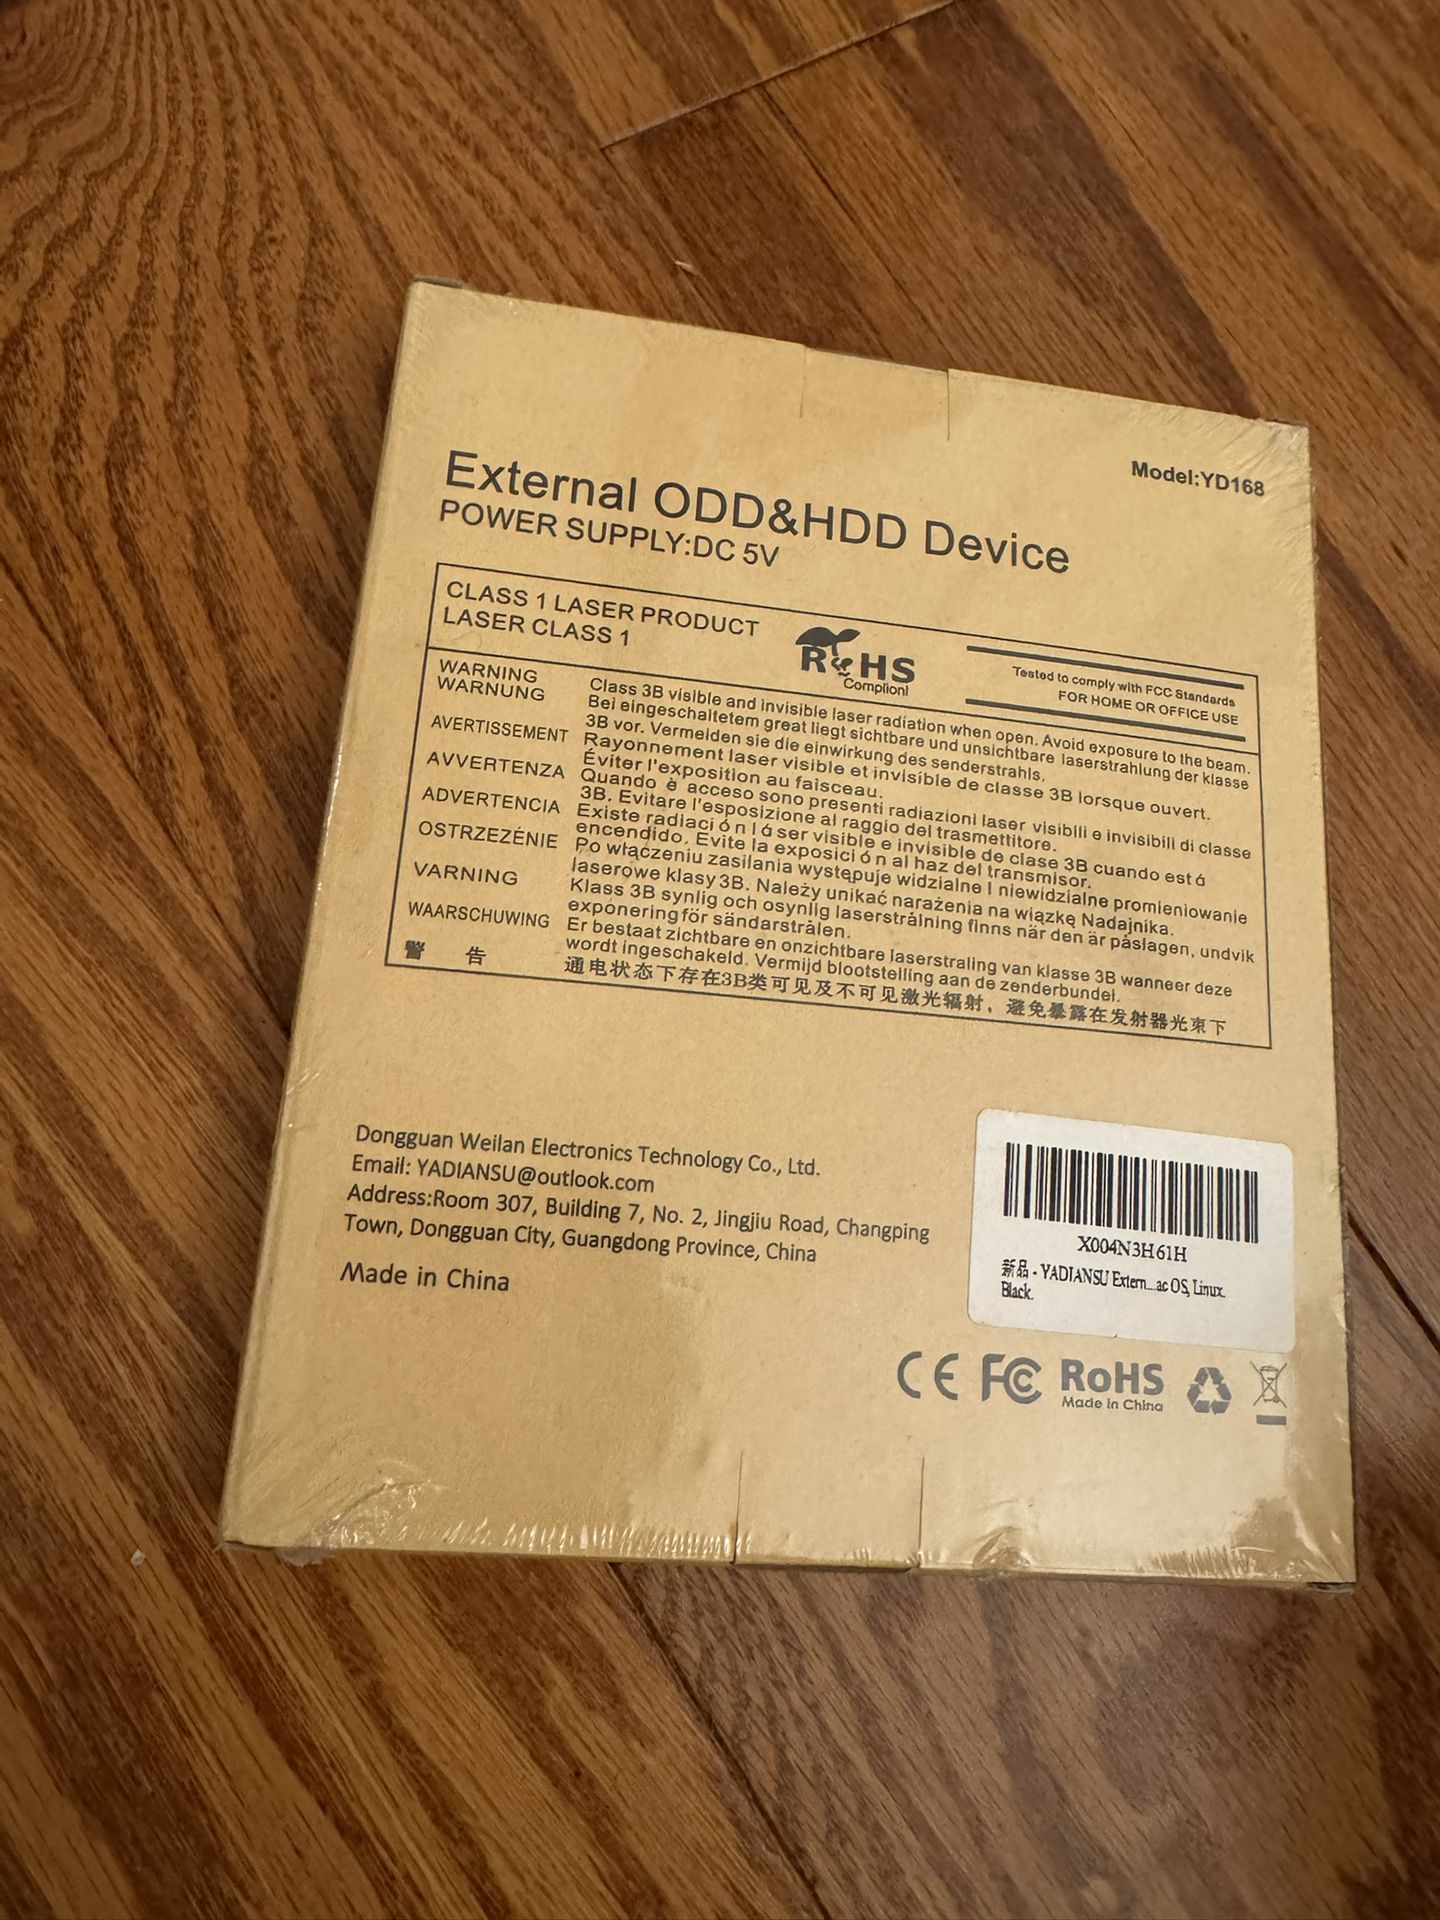 Model:YD168
External ODD&HDD Device
POWER SUPPLY:DC 5V
CLASS 1 LASER PRODUCT
LASER CLASS 1
RoHS
Complionl
Tested to comply with FCC Standards
FOR HOME OR OFFICE USE
WARNING
Class 3B visible and invisible laser radiation when open. Avoid exposure to the beam.
WARNUNG
Bei eingeschaltetem great liegt sichtbare und unsichtbare laserstrahlung der klasse
3B vor. Vermeiden sie die einwirkung des senderstrahls.
AVERTISSEMENT
Rayonnement laser visible et invisible de classe 3B lorsque ouvert.
Éviter l'exposition au faisceau.
AVVERTENZA
Quando è acceso sono presenti radiazionl laser visibili e invisibili di classe
3B. Evitare l'esposizione al raggio del trasmettitore.
ADVERTENCIA
Existe radiación láser visible e invisible de clase 3B cuando está
encendido. Evite la exposición al haz del transmisor.
OSTRZEZÉNIE
Po włączeniu zasilania występuje widzialne l niewidzialne promieniowanie
laserowe klasy 3B. Należy unikać narażenia na wiązkę Nadajnika.
VARNING
Klass 3B synlig och osynlig laserstrålning finns når den är påslagen, undvik
exponering för sändarstrålen.
WAARSCHUWING
Er bestaat zichtbare en onzichtbare laserstraling van klasse 3B wanneer deze
wordt ingeschakeld. Vermijd blootstelling aan de zenderbundel.
警 告
通电状态下存在3B类可见及不可见激光辐射，避免暴露在发射器光束下
Dongguan Weilan Electronics Technology Co., Ltd.
Email: YADIANSU@outlook.com
Address:Room 307, Building 7, No. 2, Jingjiu Road, Changping
Town, Dongguan City, Guangdong Province, China
Made in China
X004N3H61H
新品 - YADIANSU Extern...ac OS, Linux.
Black.
CE FC RoHS
Made in China